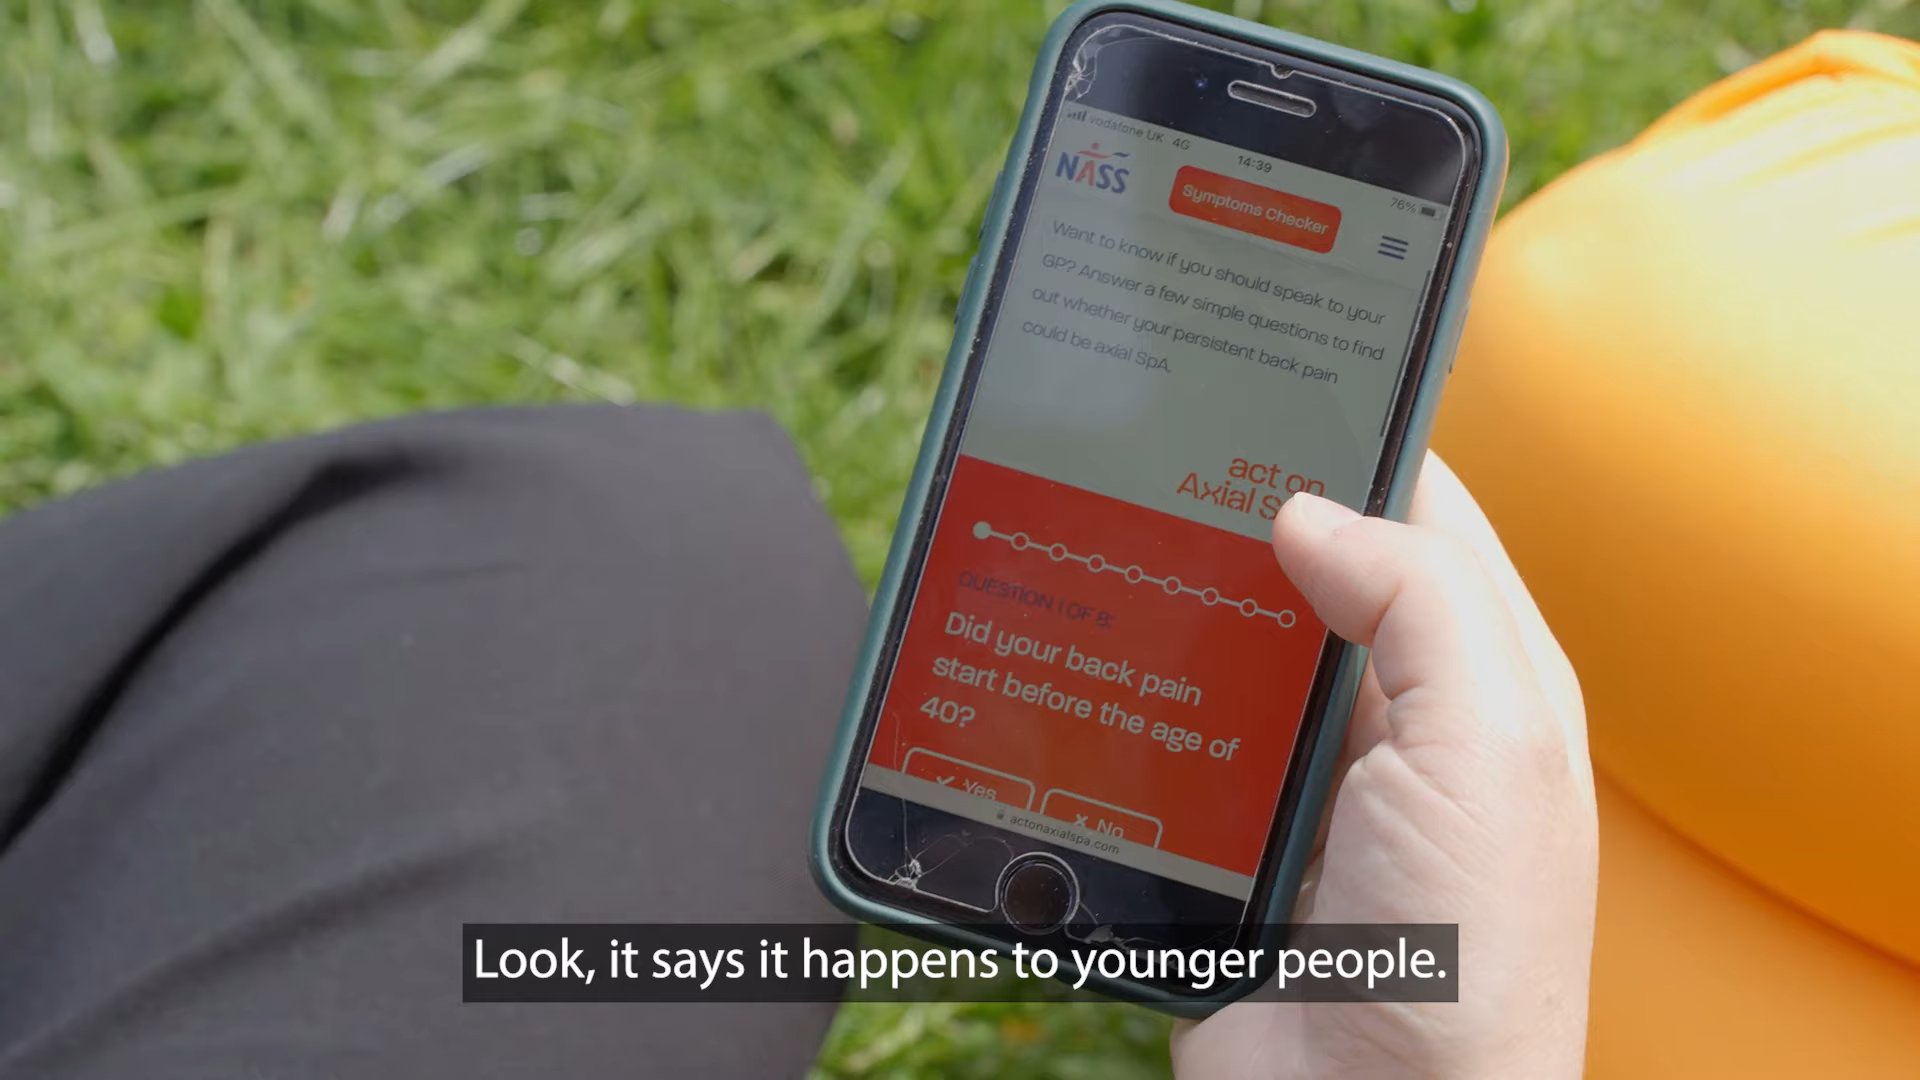 vodafone UK 4G
14:39
76%
NASS
Symptoms Checker
Want to know if you should speak to your
GP? Answer a few simple questions to find
out whether your persistent back pain
could be axial SpA.
act on
Axial S
QUESTION 1 OF 8:
Did your back pain
start before the age of
40?
Yes
No
actonaxialspa.com
Look, it says it happens to younger people.